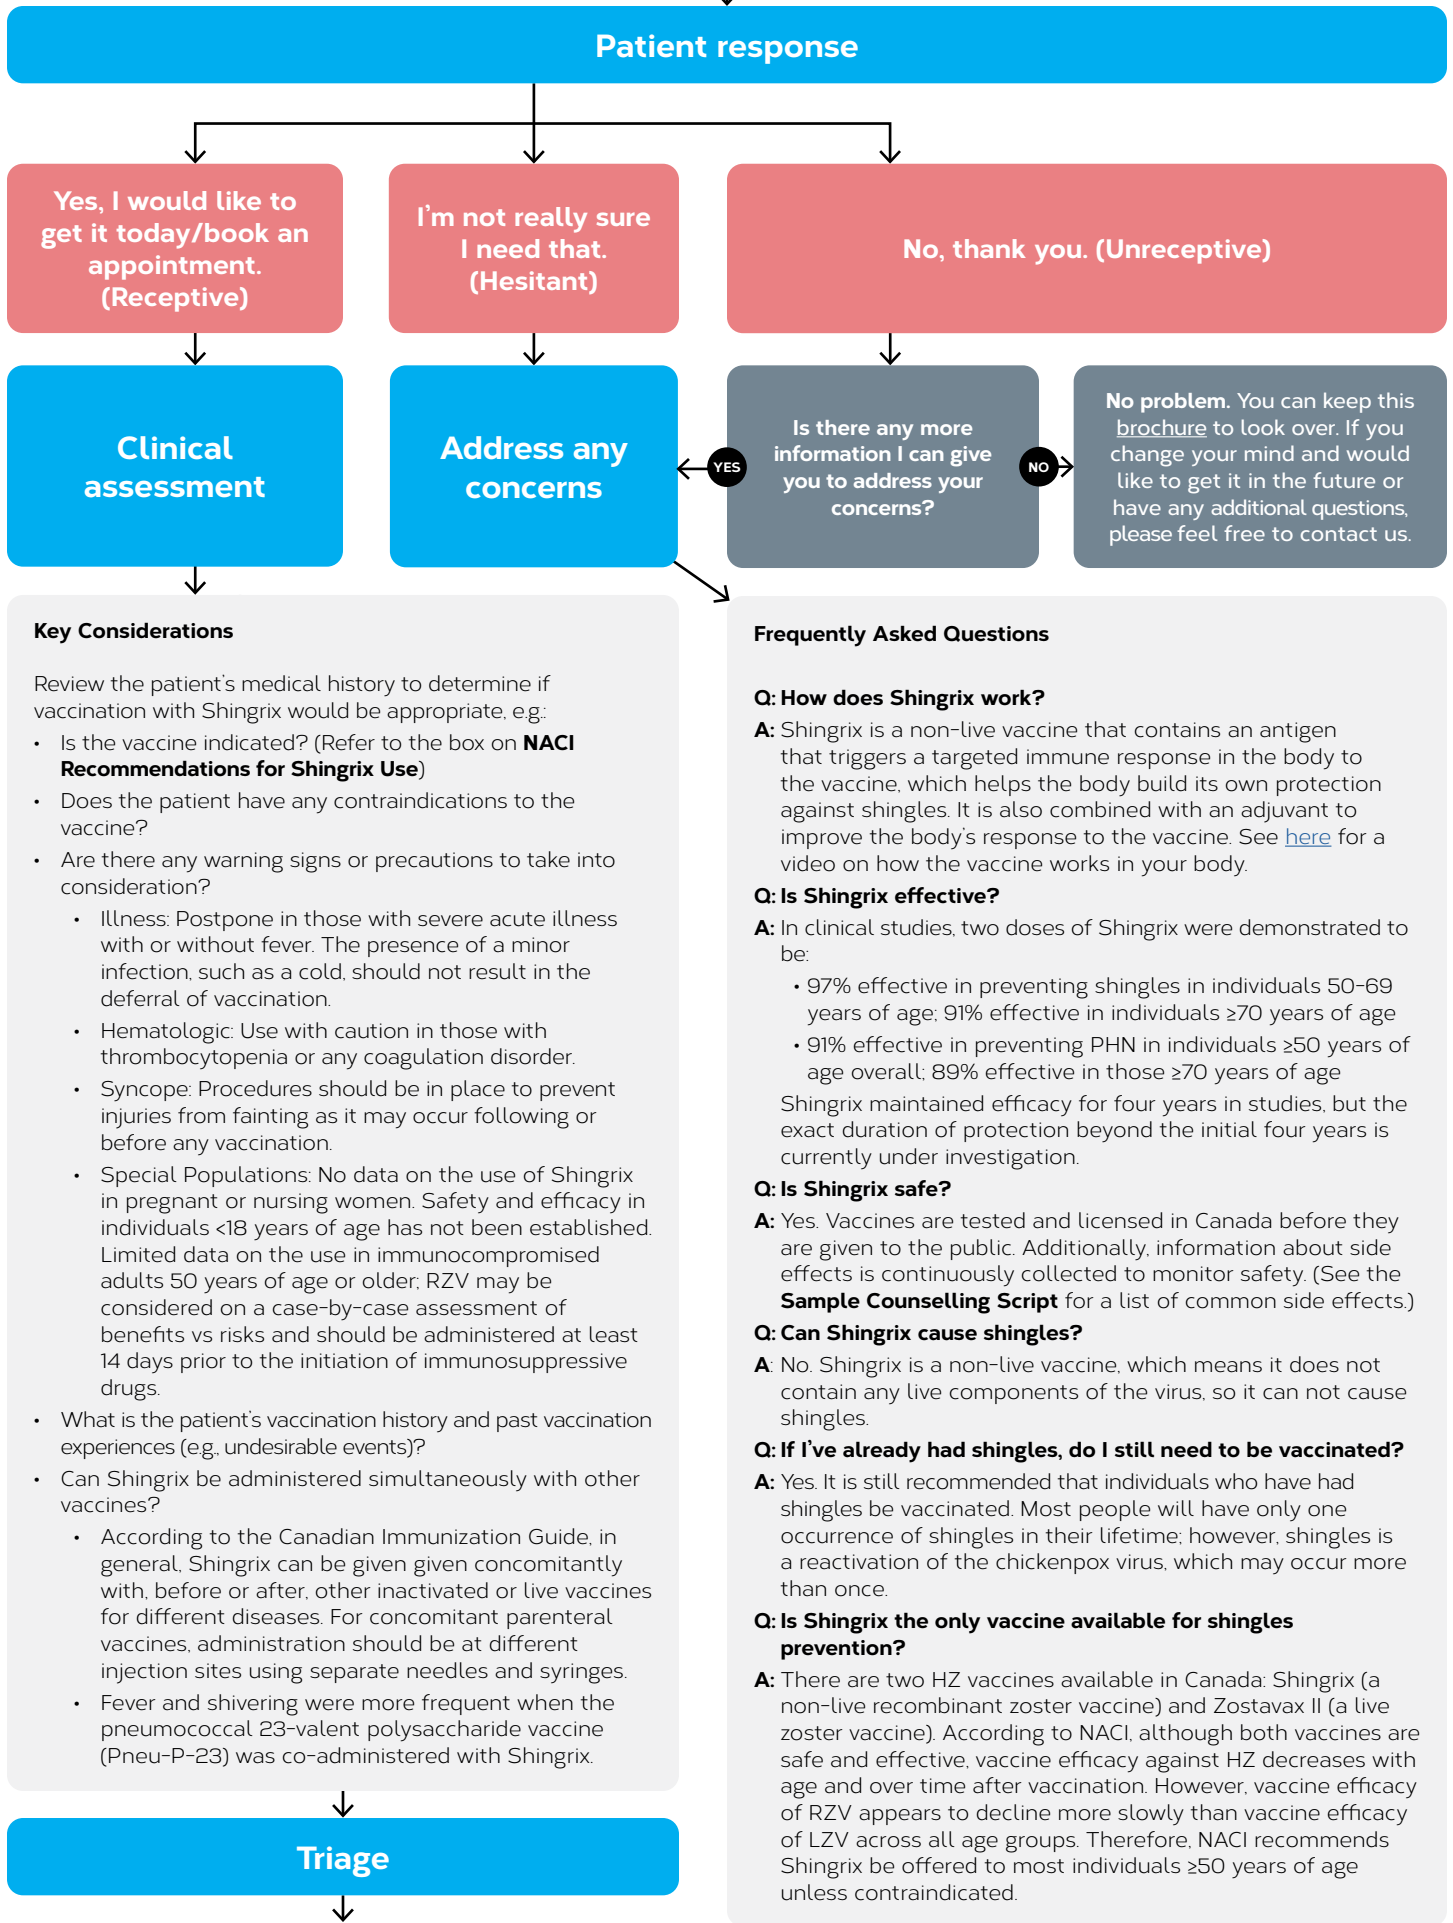 Patient response
Yes, I would like to
get it today/book an
appointment.
(Receptive)
I'm not really sure
I need that.
(Hesitant)
No, thank you. (Unreceptive)
Clinical
assessment
Address any
concerns
YES
Is there any more
information I can give
you to address your
concerns?
NO
No problem. You can keep this
brochure to look over. If you
change your mind and would
like to get it in the future or
have any additional questions,
please feel free to contact us.
Key Considerations
Review the patient's medical history to determine if
vaccination with Shingrix would be appropriate, e.g.:
• Is the vaccine indicated? (Refer to the box on NACI
Recommendations for Shingrix Use)
• Does the patient have any contraindications to the
vaccine?
• Are there any warning signs or precautions to take into
consideration?
• Illness: Postpone in those with severe acute illness
with or without fever. The presence of a minor
infection, such as a cold, should not result in the
deferral of vaccination.
• Hematologic: Use with caution in those with
thrombocytopenia or any coagulation disorder.
• Syncope: Procedures should be in place to prevent
injuries from fainting as it may occur following or
before any vaccination.
• Special Populations: No data on the use of Shingrix
in pregnant or nursing women. Safety and efficacy in
individuals <18 years of age has not been established.
Limited data on the use in immunocompromised
adults 50 years of age or older; RZV may be
considered on a case-by-case assessment of
benefits vs risks and should be administered at least
14 days prior to the initiation of immunosuppressive
drugs.
• What is the patient's vaccination history and past vaccination
experiences (e.g., undesirable events)?
• Can Shingrix be administered simultaneously with other
vaccines?
• According to the Canadian Immunization Guide, in
general, Shingrix can be given given concomitantly
with, before or after, other inactivated or live vaccines
for different diseases. For concomitant parenteral
vaccines, administration should be at different
injection sites using separate needles and syringes.
• Fever and shivering were more frequent when the
pneumococcal 23-valent polysaccharide vaccine
(Pneu-P-23) was co-administered with Shingrix.
Triage
Frequently Asked Questions
Q: How does Shingrix work?
A: Shingrix is a non-live vaccine that contains an antigen
that triggers a targeted immune response in the body to
the vaccine, which helps the body build its own protection
against shingles. It is also combined with an adjuvant to
improve the body's response to the vaccine. See here for a
video on how the vaccine works in your body.
Q: Is Shingrix effective?
A: In clinical studies, two doses of Shingrix were demonstrated to
be:
• 97% effective in preventing shingles in individuals 50-69
years of age; 91% effective in individuals ≥70 years of age
• 91% effective in preventing PHN in individuals ≥50 years of
age overall; 89% effective in those ≥70 years of age
Shingrix maintained efficacy for four years in studies, but the
exact duration of protection beyond the initial four years is
currently under investigation.
Q: Is Shingrix safe?
A: Yes. Vaccines are tested and licensed in Canada before they
are given to the public. Additionally, information about side
effects is continuously collected to monitor safety. (See the
Sample Counselling Script for a list of common side effects.)
Q: Can Shingrix cause shingles?
A: No. Shingrix is a non-live vaccine, which means it does not
contain any live components of the virus, so it can not cause
shingles.
Q: If I've already had shingles, do I still need to be vaccinated?
A: Yes. It is still recommended that individuals who have had
shingles be vaccinated. Most people will have only one
occurrence of shingles in their lifetime; however, shingles is
a reactivation of the chickenpox virus, which may occur more
than once.
Q: Is Shingrix the only vaccine available for shingles
prevention?
A: There are two HZ vaccines available in Canada: Shingrix (a
non-live recombinant zoster vaccine) and Zostavax II (a live
zoster vaccine). According to NACI, although both vaccines are
safe and effective, vaccine efficacy against HZ decreases with
age and over time after vaccination. However, vaccine efficacy
of RZV appears to decline more slowly than vaccine efficacy
of LZV across all age groups. Therefore, NACI recommends
Shingrix be offered to most individuals ≥50 years of age
unless contraindicated.